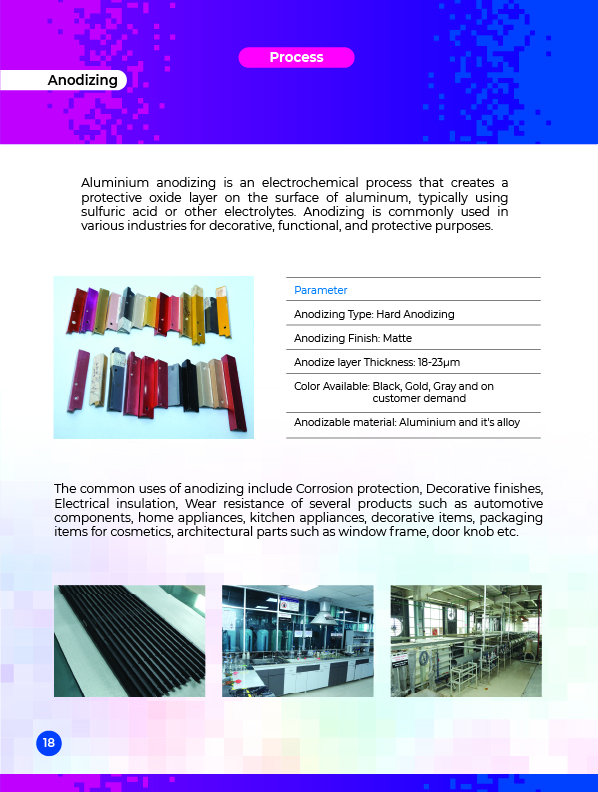 Process
Anodizing
Aluminium anodizing is an electrochemical process that creates a
protective oxide layer on the surface of aluminum, typically using
sulfuric acid or other electrolytes. Anodizing is commonly used in
various industries for decorative, functional, and protective purposes.
Parameter
Anodizing Type: Hard Anodizing
Anodizing Finish: Matte
Anodize layer Thickness: 18-23µm
Color Available: Black, Gold, Gray and on
customer demand
Anodizable material: Aluminium and it's alloy
The common uses of anodizing include Corrosion protection, Decorative finishes,
Electrical insulation, Wear resistance of several products such as automotive
components, home appliances, kitchen appliances, decorative items, packaging
items for cosmetics, architectural parts such as window frame, door knob etc.
18